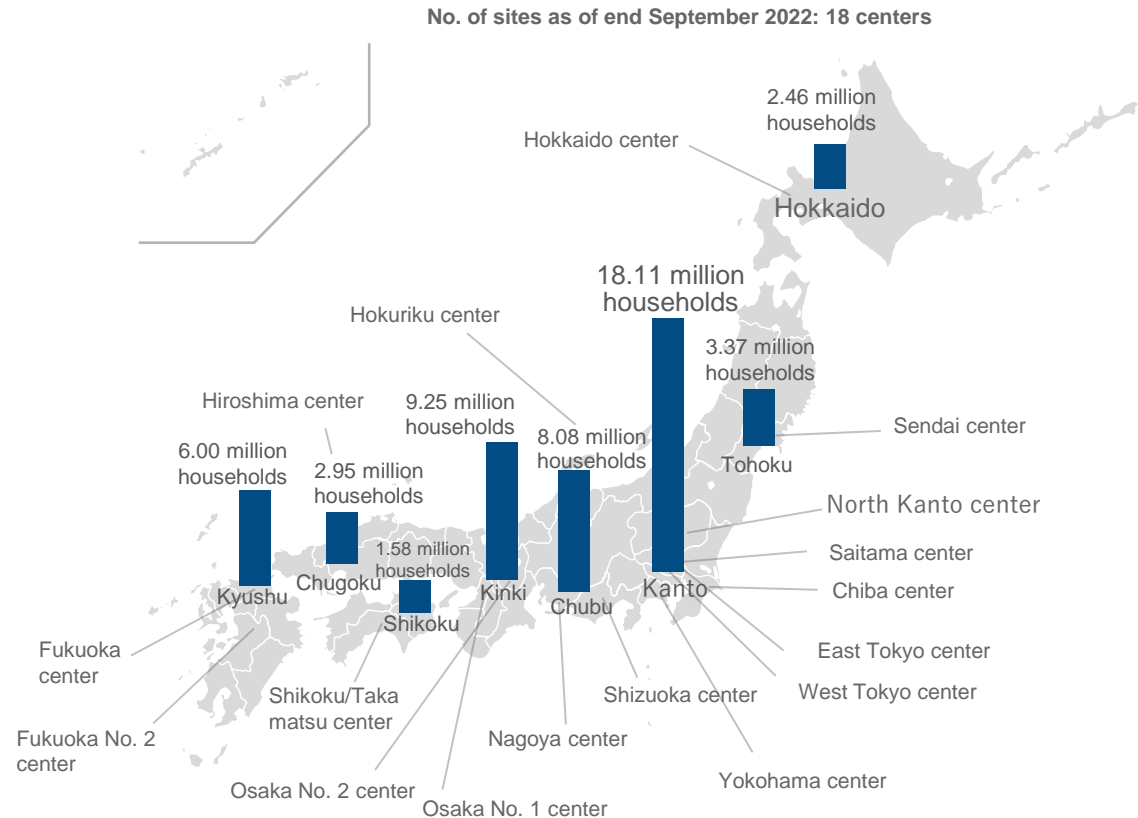 No. of sites as of end September 2022: 18 centers
2.46 million
households
Hokkaido center
Hokkaido
18.11 million
households
Hokuriku center
3.37 million
households
Hiroshima center
9.25 million
households
Sendai center
8.08 million
households
6.00 million
households
2.95 million
households
Tohoku
North Kanto center
1.58 million
households
Saitama center
Chugoku
Kyushu
Kinki
Kanto
Chiba center
Chubu
Shikoku
Fukuoka
center
East Tokyo center
Shikoku/Taka
matsu center
Shizuoka center
West Tokyo center
Fukuoka No. 2
center
Nagoya center
Yokohama center
Osaka No. 2 center
Osaka No. 1 center